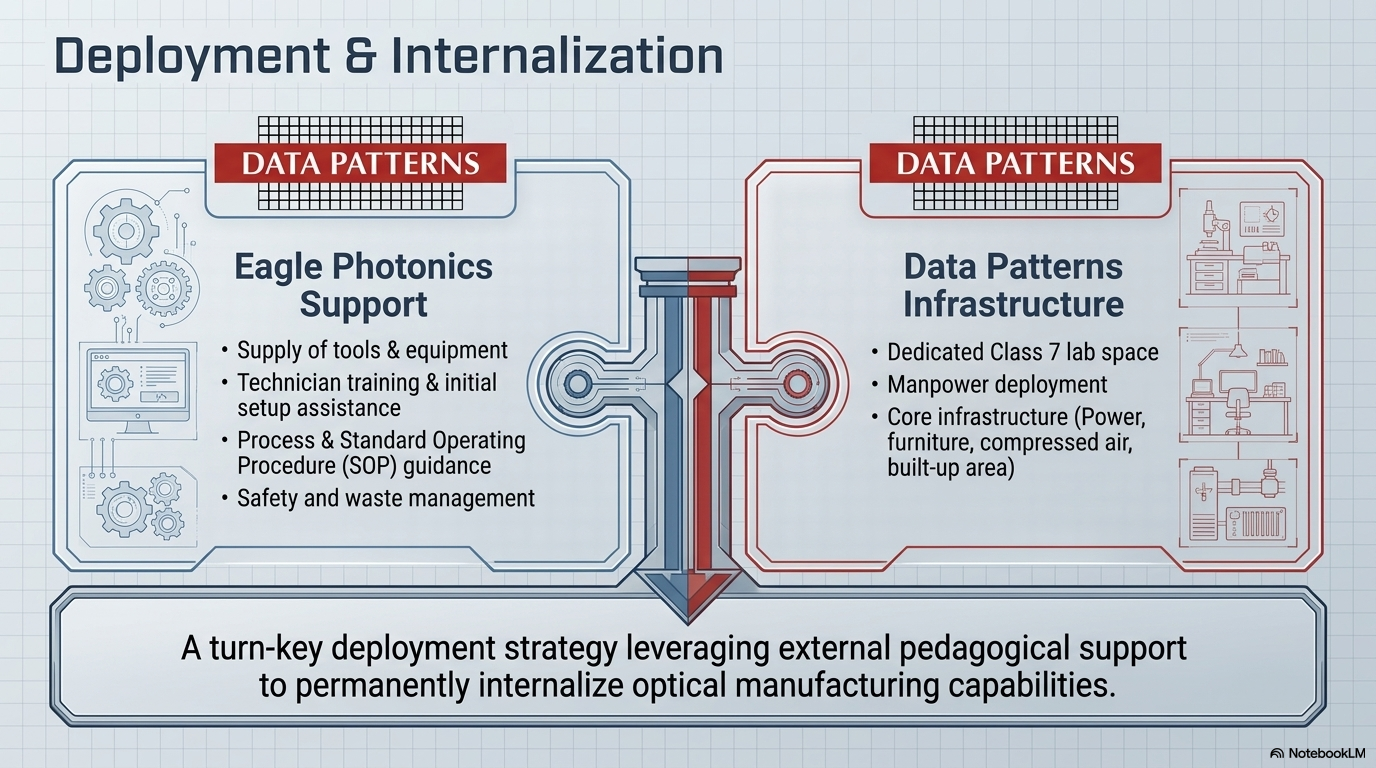 Deployment & Internalization
DATA PATTERNS
Eagle Photonics
Support
• Supply of tools & equipment
• Technician training & initial
setup assistance
• Process & Standard Operating
Procedure (SOP) guidance
• Safety and waste management
DATA PATTERNS
Data Patterns
Infrastructure
• Dedicated Class 7 lab space
• Manpower deployment
• Core infrastructure (Power,
furniture, compressed air,
built-up area)
A turn-key deployment strategy leveraging external pedagogical support
to permanently internalize optical manufacturing capabilities.
NotebookLM